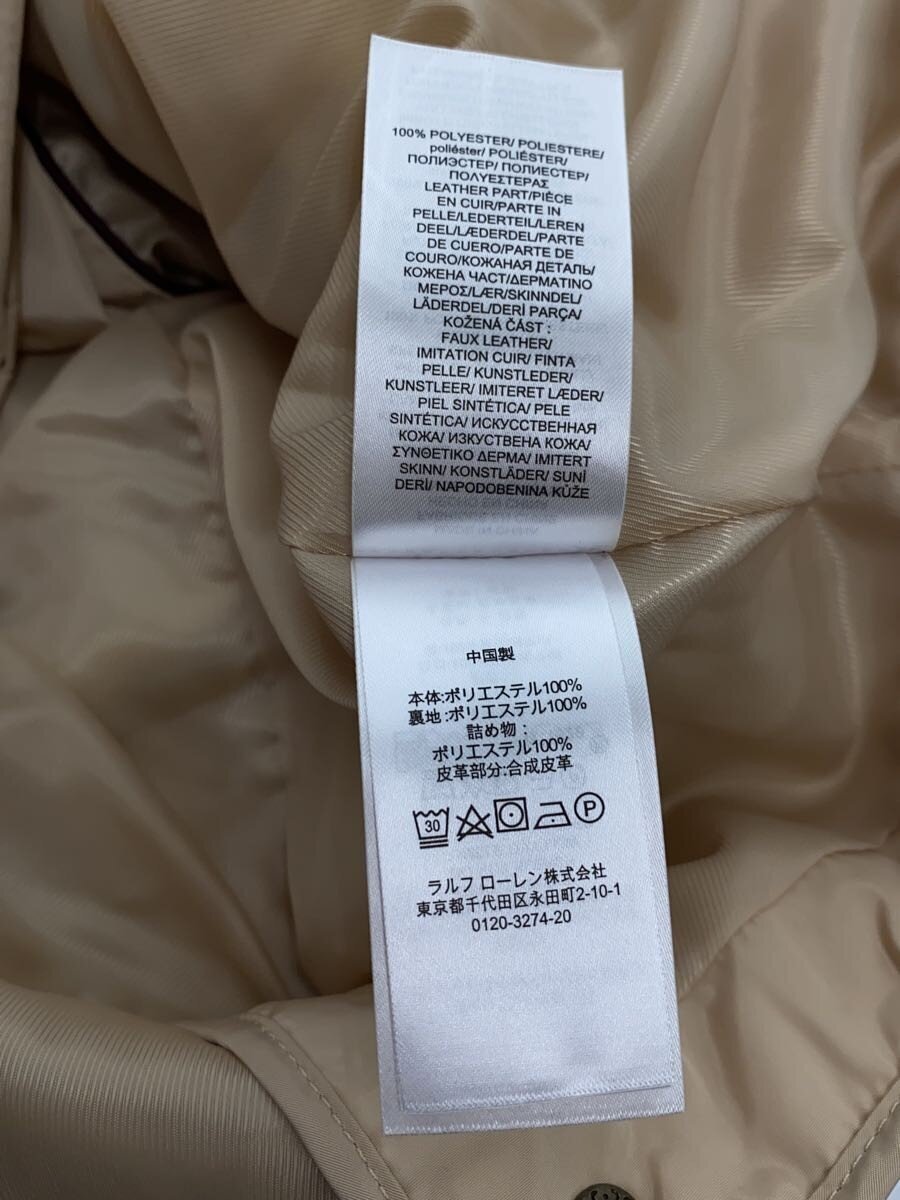 100% POLYESTER/ POLIESTERE/
poliéster/ POLIÉSTER/
ПОЛИЭСТЕР/ ПОЛИЕСТЕР/
ΠΟΛΥΕΣΤΕΡΑΣ
LEATHER PART/PIÈCE
EN CUIR/PARTE IN
PELLE/LEDERTEIL/LEREN
DEEL/LÆDERDEL/PARTE
DE CUERO/PARTE DE
COURO/КОЖАНАЯ ДЕТАЛЬ/
КОЖЕНА ЧАСТ/ΔΕΡΜΑΤΙΝΟ
ΜΕΡΟΣ/LÆR/SKINNDEL/
LÄDERDEL/DERİ PARÇA/
KOŽENÁ ČÁST :
FAUX LEATHER/
IMITATION CUIR/ FINTA
PELLE/ KUNSTLEDER/
KUNSTLEER/ IMITERET LÆDER/
PIEL SINTÉTICA/ PELE
SINTÉTICA/ ИСКУССТВЕННАЯ
КОЖА/ ИЗКУСТВЕНА КОЖА/
ΣΥΝΘΕΤΙΚΟ ΔΕΡΜΑ/ IMITERT
SKINN/ KONSTLÄDER/ SUNİ
DERİ/ NAPODOBENINA KŮŽE
中国製
本体:ポリエステル100%
裏地:ポリエステル100%
詰め物:
ポリエステル100%
皮革部分:合成皮革
30 P
ラルフ ローレン株式会社
東京都千代田区永田町2-10-1
0120-3274-20